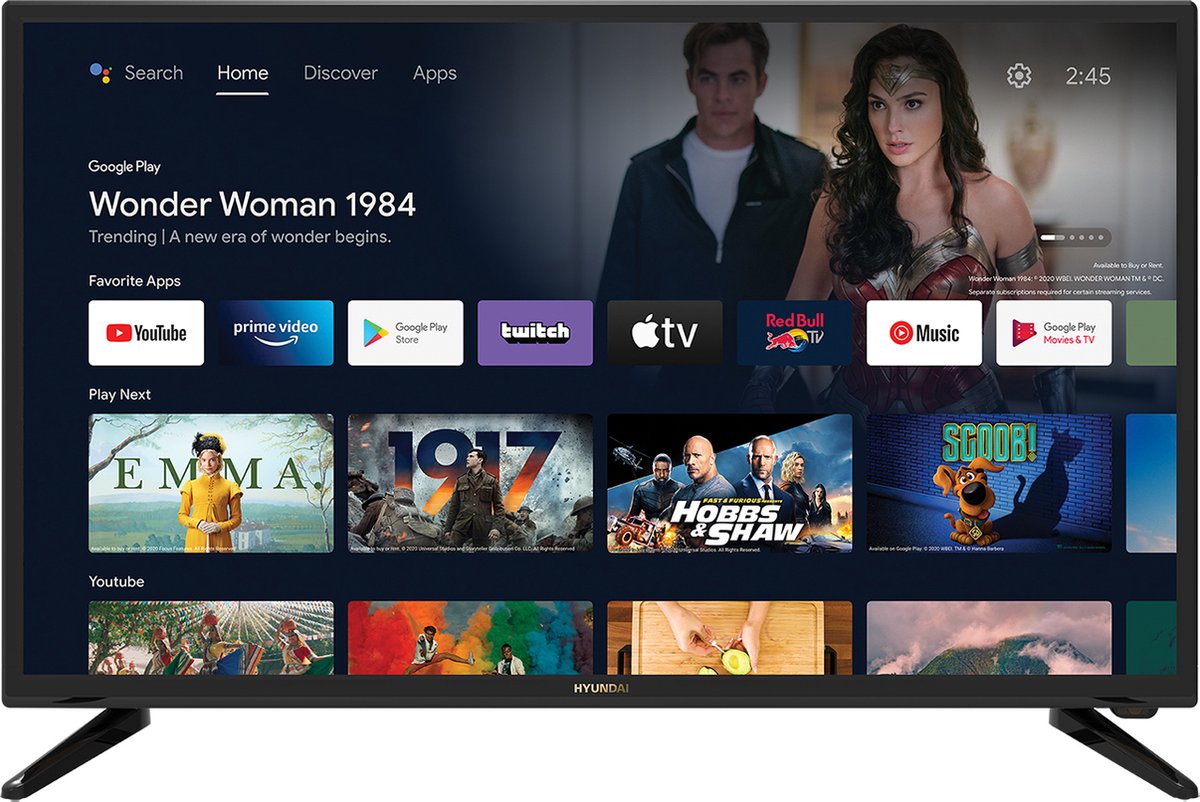 Search Home Discover Apps 2:45
Google Play
Wonder Woman 1984
Trending | A new era of wonder begins.
Available to Buy or Rent.
Wonder Woman 1984: © 2020 WBEI. WONDER WOMAN TM & © DC.
Separate subscriptions required for certain streaming services.
Favorite Apps
YouTube
prime video
Google Play
Store
twitch
tv
Red Bull
TV
Music
Google Play
Movies & TV
Play Next
EMMA.
Available to buy or rent. © 2020 Focus Features. All Rights Reserved.
1917
Available to buy or rent. © 2020 Universal Studios and Storyteller Distribution Co., LLC. All Rights Reserved.
FAST & FURIOUS PRESENTS
HOBBS
& SHAW
Universal Studios. All Rights Reserved.
SCOOB!
Available on Google Play. © 2020 WBEI. TM & © Hanna Barbera
Youtube
HYUNDAI